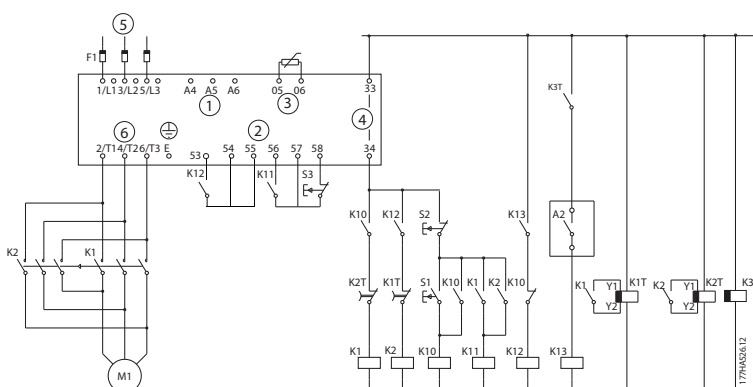 5
F1
1/L1 3/L2 5/L3 A4 A5 A6 05 06 33
1 3 4
6 2
2/T1 4/T2 6/T3 E 53 54 55 56 57 58 34
K12 K11 S3
K3T
A2
K10 K12 S2 K13
K2 K1
K2T K1T S1 K10 K1 K2 K10
K1 Y1 Y2 K1T K2 Y1 Y2 K2T K3
K1 K2 K10 K11 K12 K13
M1
177HA526.12